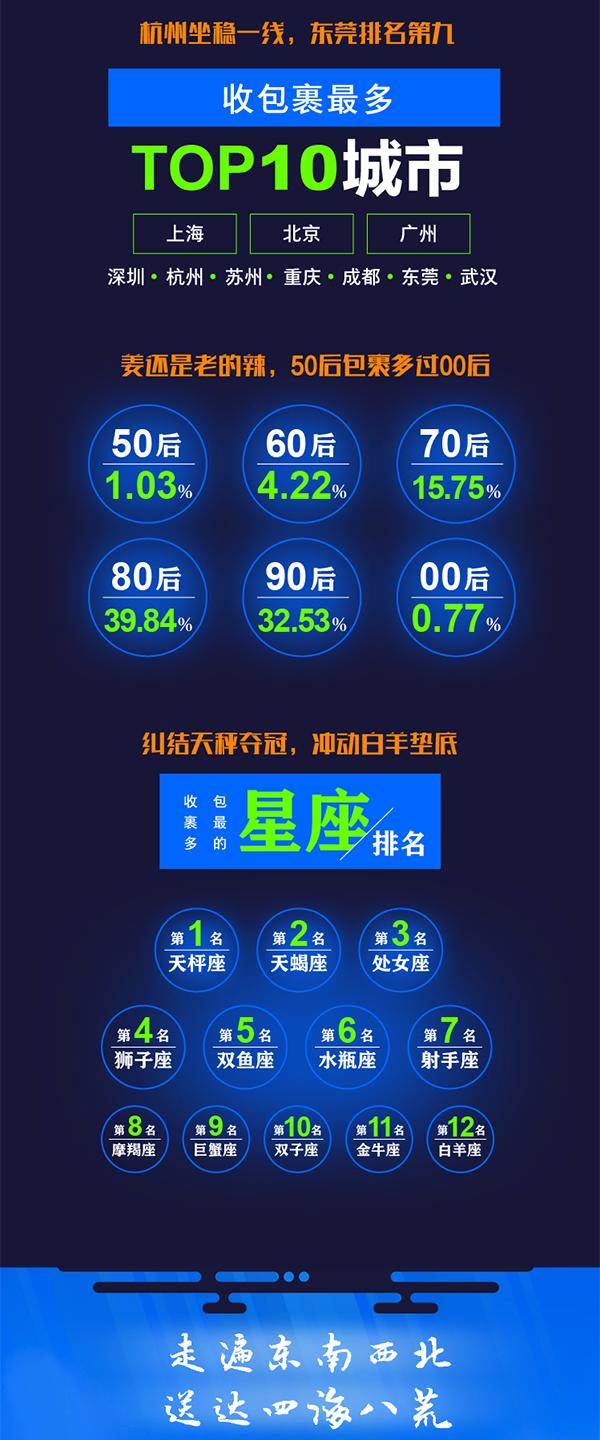 杭州坐稳一线，东莞排名第九
收包裹最多
TOP10城市
上海 北京 广州
深圳•杭州•苏州•重庆•成都•东莞•武汉
姜还是老的辣，50后包裹多过00后
50后 60后 70后
1.03% 4.22% 15.75%
80后 90后 00后
39.84% 32.53% 0.77%
纠结天秤夺冠，冲动白羊垫底
收包裹最多的
星座排名
第1名 第2名 第3名
天枰座 天蝎座 处女座
第4名 第5名 第6名 第7名
狮子座 双鱼座 水瓶座 射手座
第8名 第9名 第10名 第11名 第12名
摩羯座 巨蟹座 双子座 金牛座 白羊座
走遍东南西北
送达四海八荒